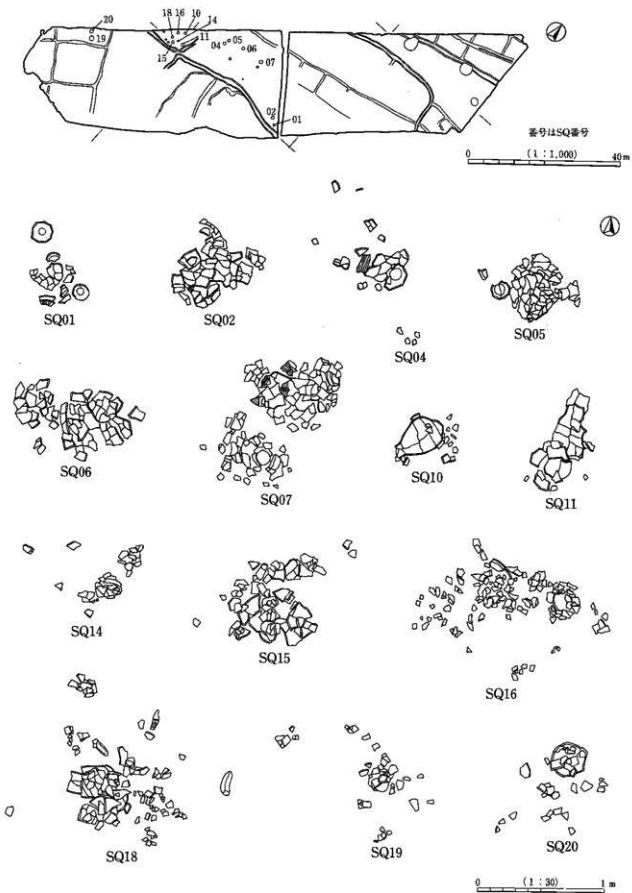 20
18 16 10 14
19
15
11
04
05
06
07
02
01
番号はSQ番号
0 (1:1,000) 40m
SQ01
SQ02
SQ04
SQ05
SQ06
SQ07
SQ10
SQ11
SQ14
SQ15
SQ16
SQ18
SQ19
SQ20
0 (1:30) 1m